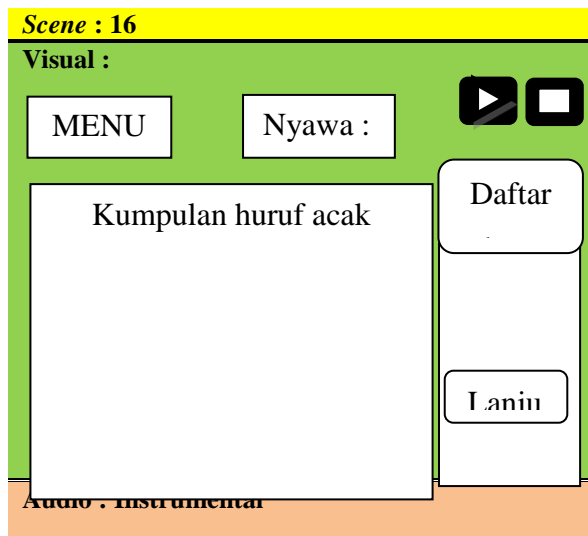 Scene : 16
Visual :
MENU
Nyawa :
Daftar
Kumpulan huruf acak
Lanju
Audio : Instrumental